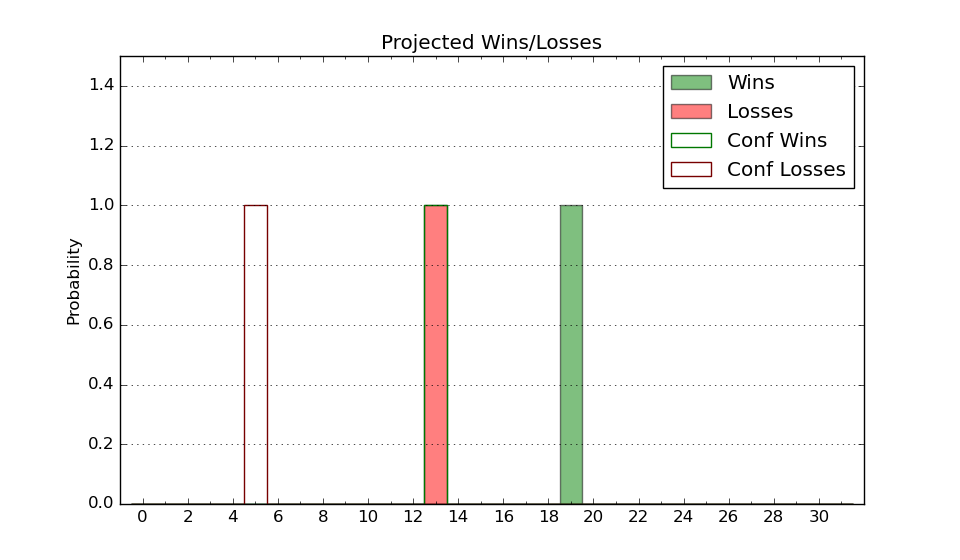 Projected Wins/Losses
Wins
Losses
Conf Wins
Conf Losses
Probability
1.4
1.2
1.0
0.8
0.6
0.4
0.2
0.0
0 2 4 6 8 10 12 14 16 18 20 22 24 26 28 30